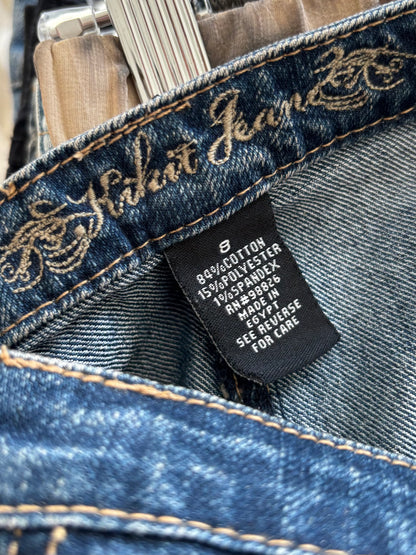 Kikit Jeans
8
84%COTTON
15%POLYESTER
1%SPANDEX
RN#98826
MADE IN
EGYPT
SEE REVERSE
FOR CARE